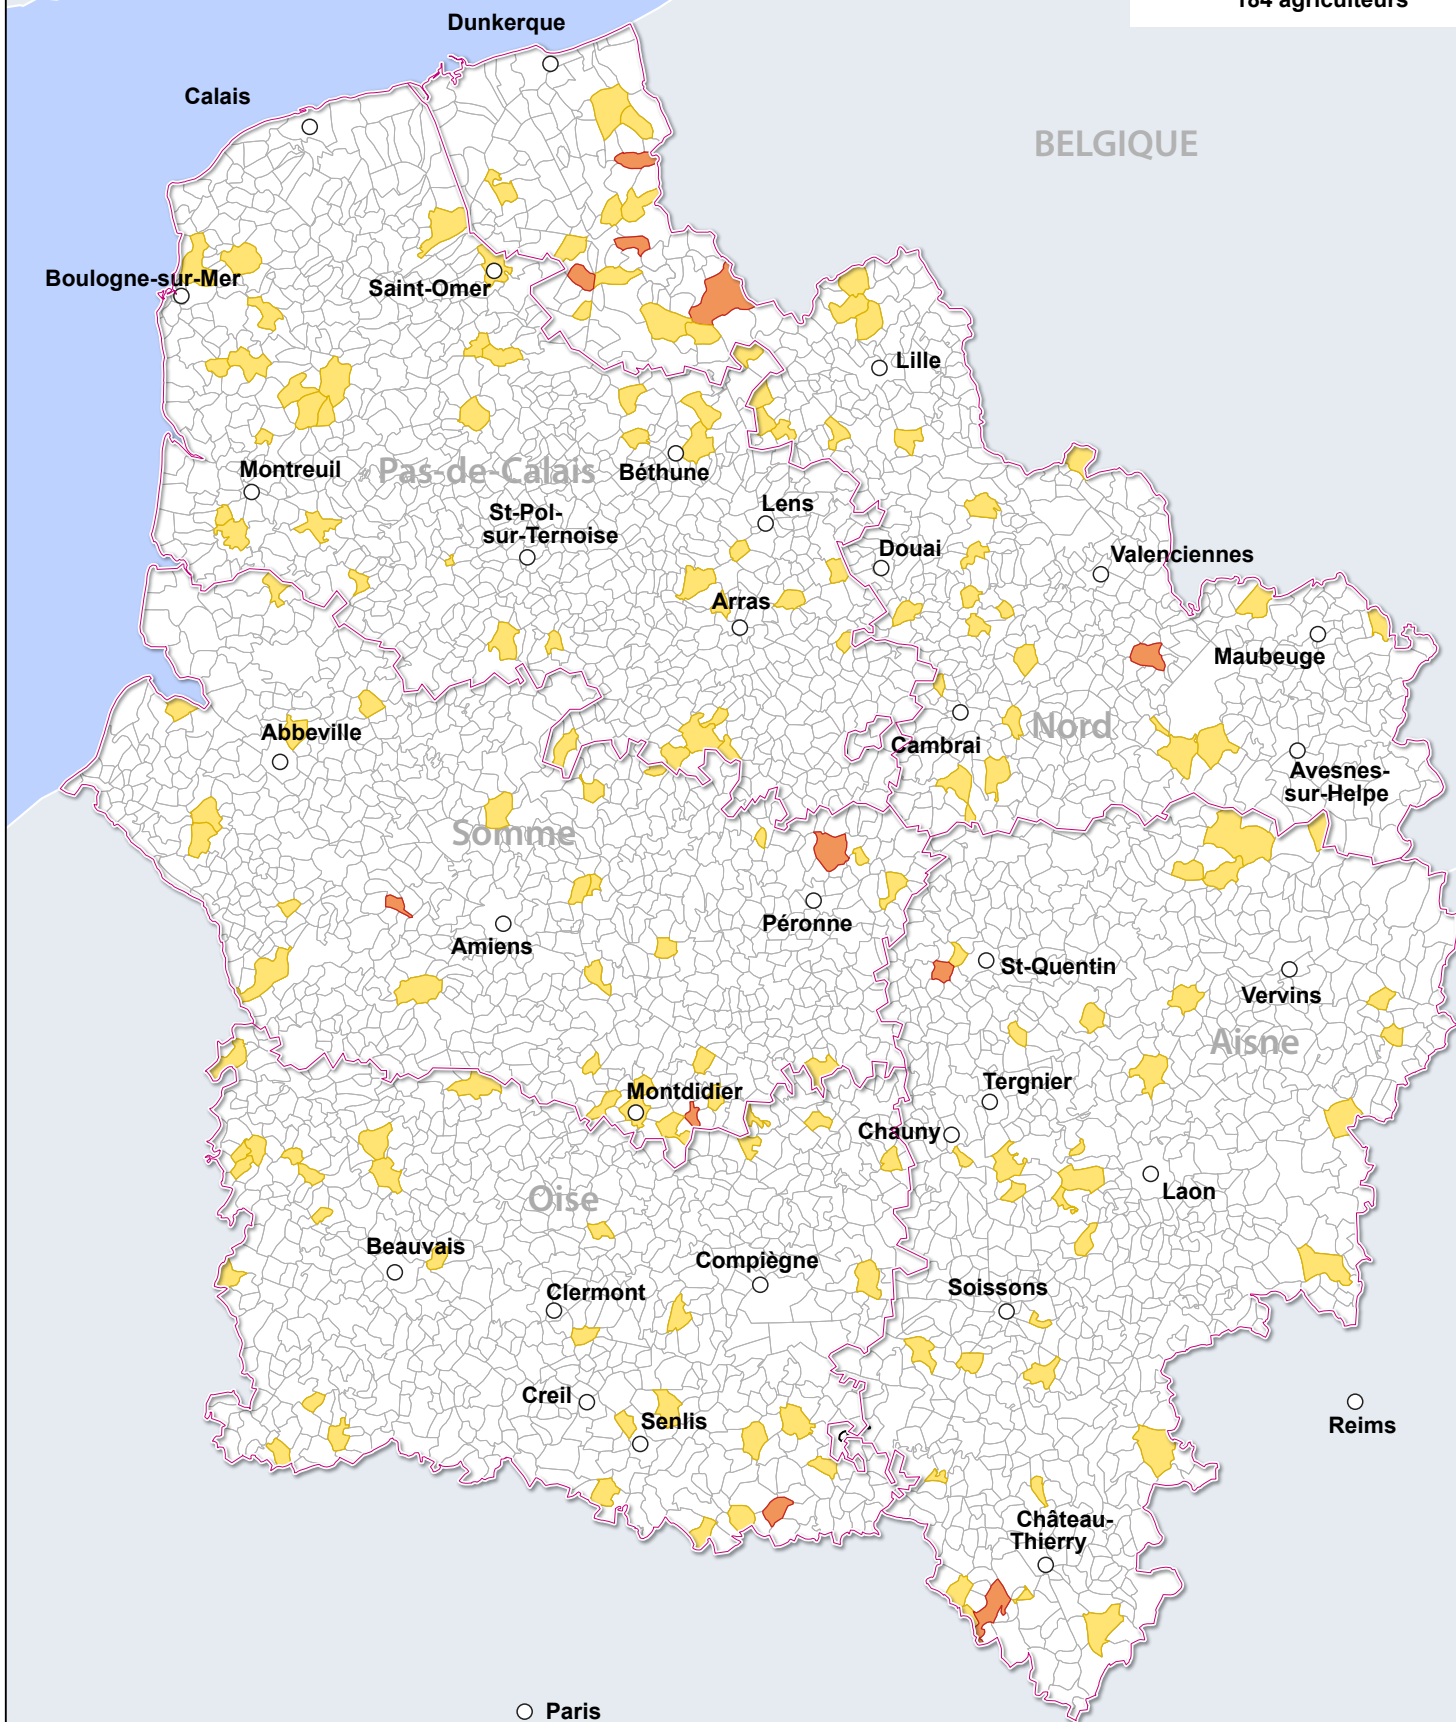 184 agriculteurs
Dunkerque
Calais
BELGIQUE
Boulogne-sur-Mer
Saint-Omer
Lille
Montreuil
Pas-de-Calais
Béthune
Lens
St-Pol-
sur-Ternoise
Douai
Valenciennes
Arras
Maubeuge
Abbeville
Cambrai
Nord
Avesnes-
sur-Helpe
Somme
Péronne
Amiens
St-Quentin
Vervins
Aisne
Montdidier
Tergnier
Chauny
Laon
Oise
Beauvais
Compiègne
Clermont
Soissons
Creil
Senlis
Reims
Château-
Thierry
Paris